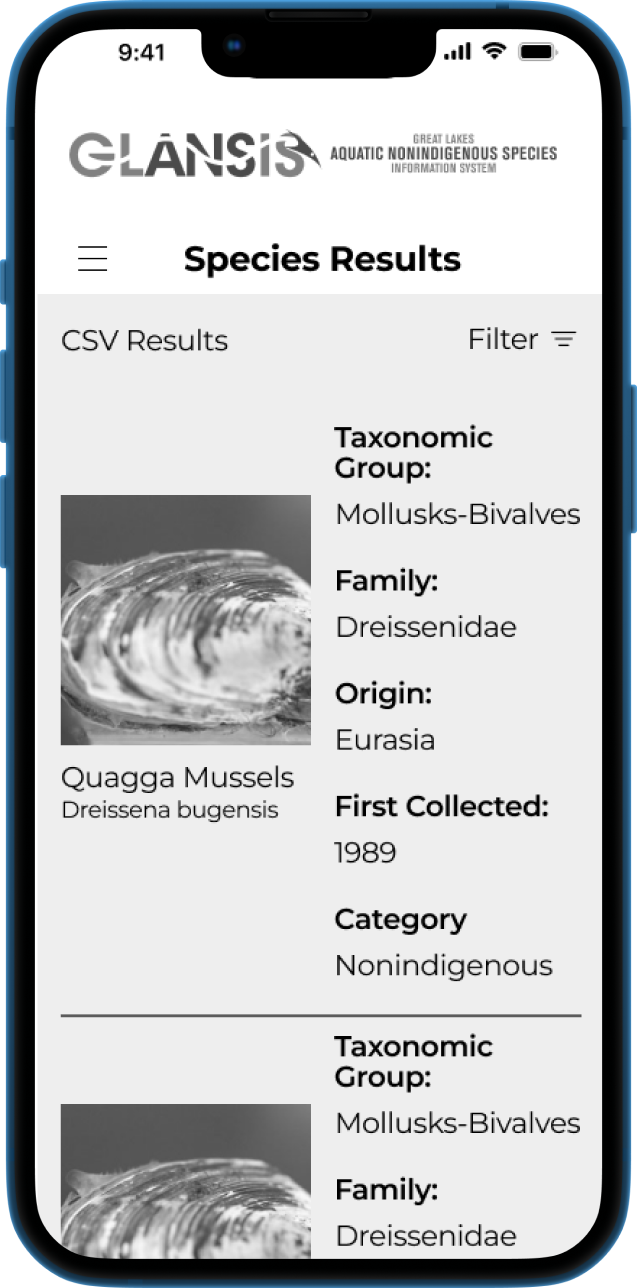 9:41
GLANSIS
GREAT LAKES
AQUATIC NONINDIGENOUS SPECIES
INFORMATION SYSTEM
Species Results
CSV Results
Filter
Taxonomic
Group:
Mollusks-Bivalves
Family:
Dreissenidae
Origin:
Eurasia
First Collected:
1989
Category
Nonindigenous
Quagga Mussels
Dreissena bugensis
Taxonomic
Group:
Mollusks-Bivalves
Family:
Dreissenidae